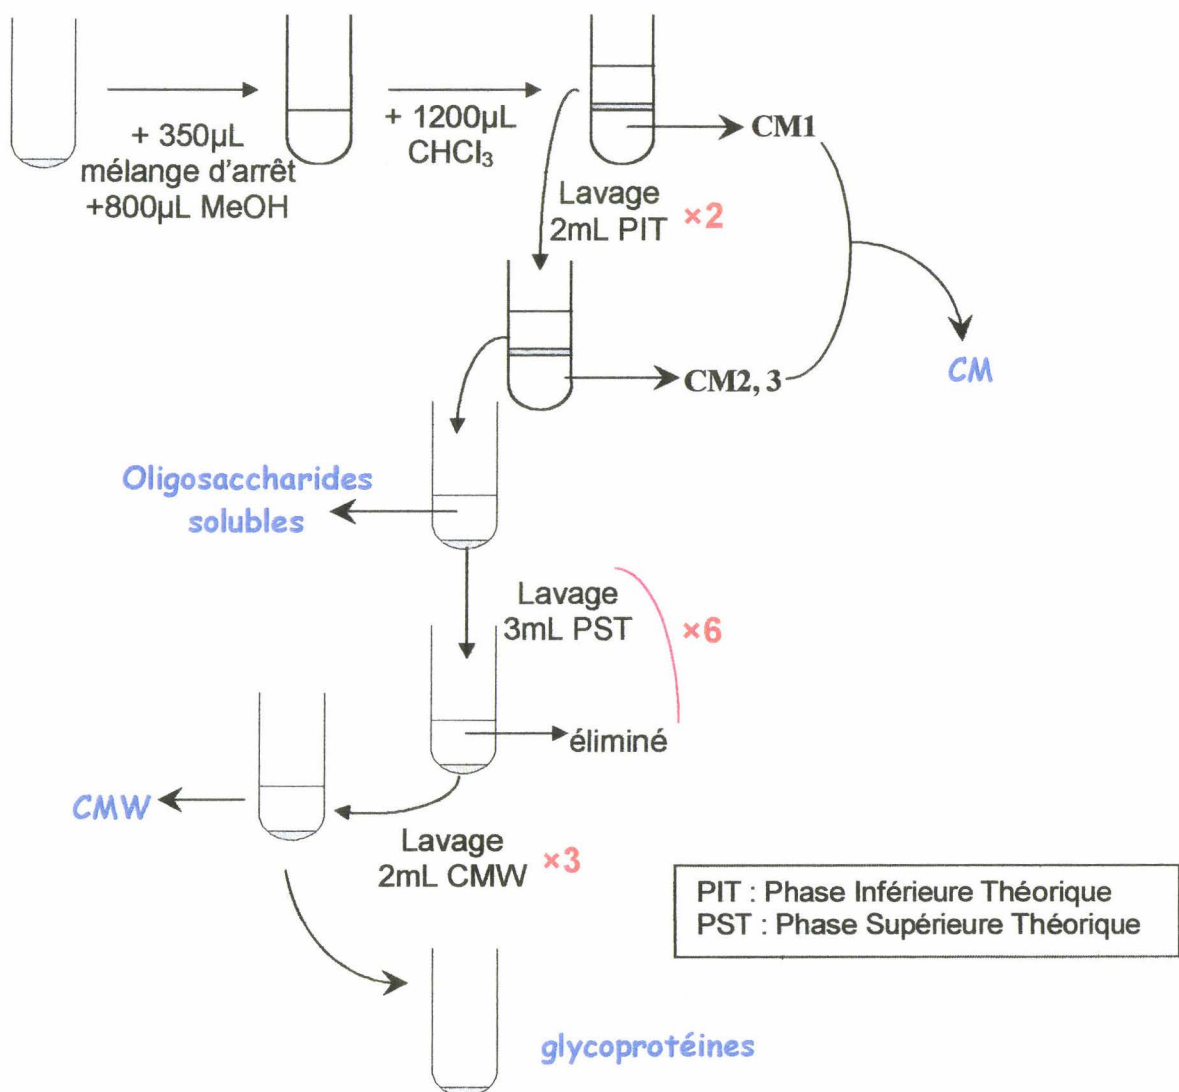 + 350µL
mélange d'arrêt
+800µL MeOH
+ 1200µL
CHCl₃
CM1
Lavage
2mL PIT
×2
CM2, 3
CM
Oligosaccharides
solubles
Lavage
3mL PST
×6
éliminé
CMW
Lavage
2mL CMW
×3
PIT : Phase Inférieure Théorique
PST : Phase Supérieure Théorique
glycoprotéines